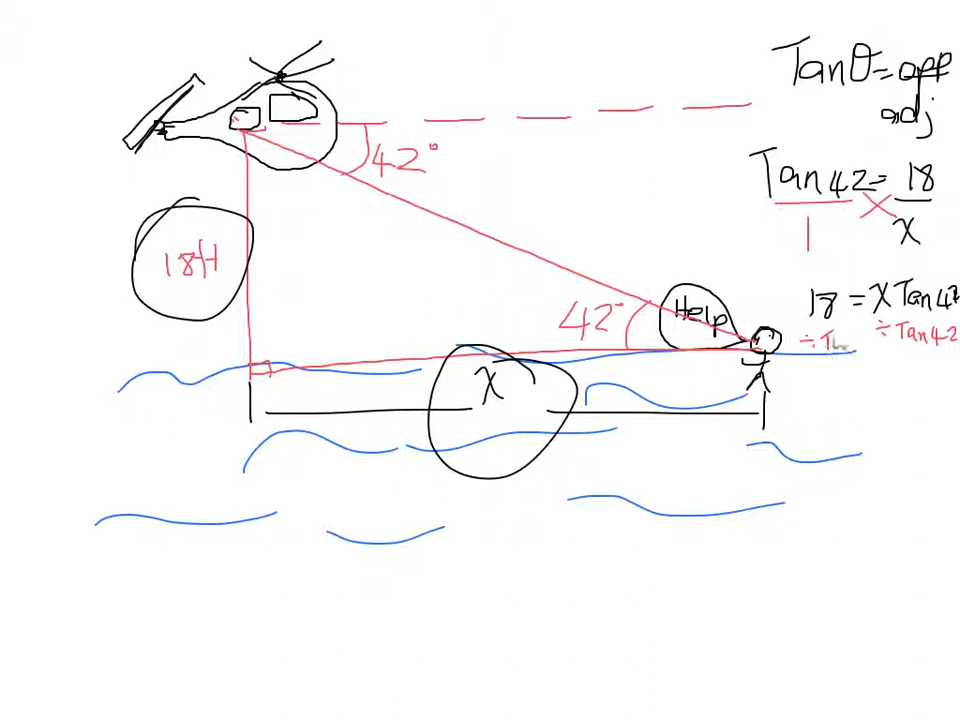 Tanθ=opp
adj
42°
Tan42=18
1 x
18ft
18 = x Tan42
÷Tan42
42°
Help
x